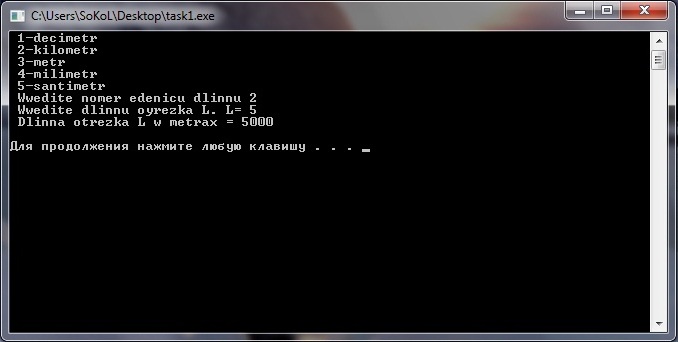 C:\Users\SoKoL\Desktop\task1.exe
1-decimetr
2-kilometr
3-metr
4-milimetr
5-santimetr
Wwedite nomer edenicu dlinnu 2
Wwedite dlinnu oyrezka L. L= 5
Dlinna otrezka L w metrax = 5000
Для продолжения нажмите любую клавишу . . . _